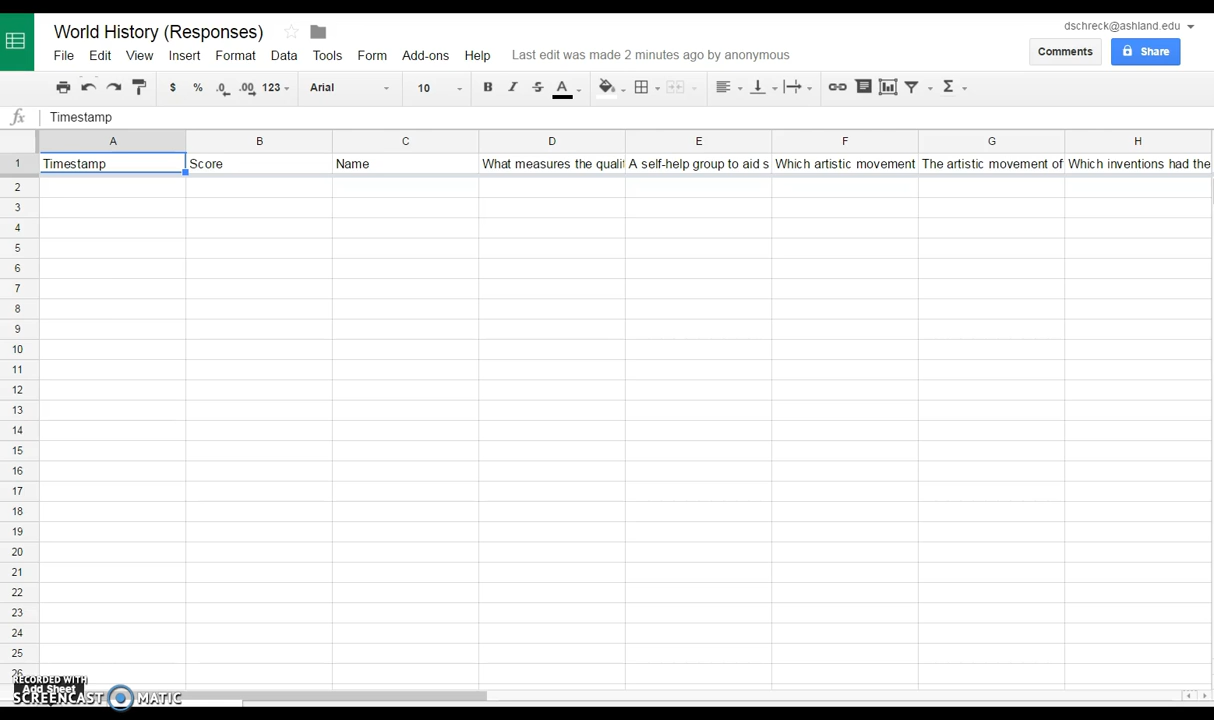 World History (Responses)
dschreck@ashland.edu
File Edit View Insert Format Data Tools Form Add-ons Help Last edit was made 2 minutes ago by anonymous
Comments
Share
$ % .0 .00 123 Arial 10 B I S A Σ
fx Timestamp
A B C D E F G H
1 Timestamp Score Name What measures the qualit A self-help group to aid s Which artistic movement The artistic movement of Which inventions had the
2
3
4
5
6
7
8
9
10
11
12
13
14
15
16
17
18
19
20
21
22
23
24
25
26
RECORDED WITH
Add Sheet
SCREENCAST MATIC